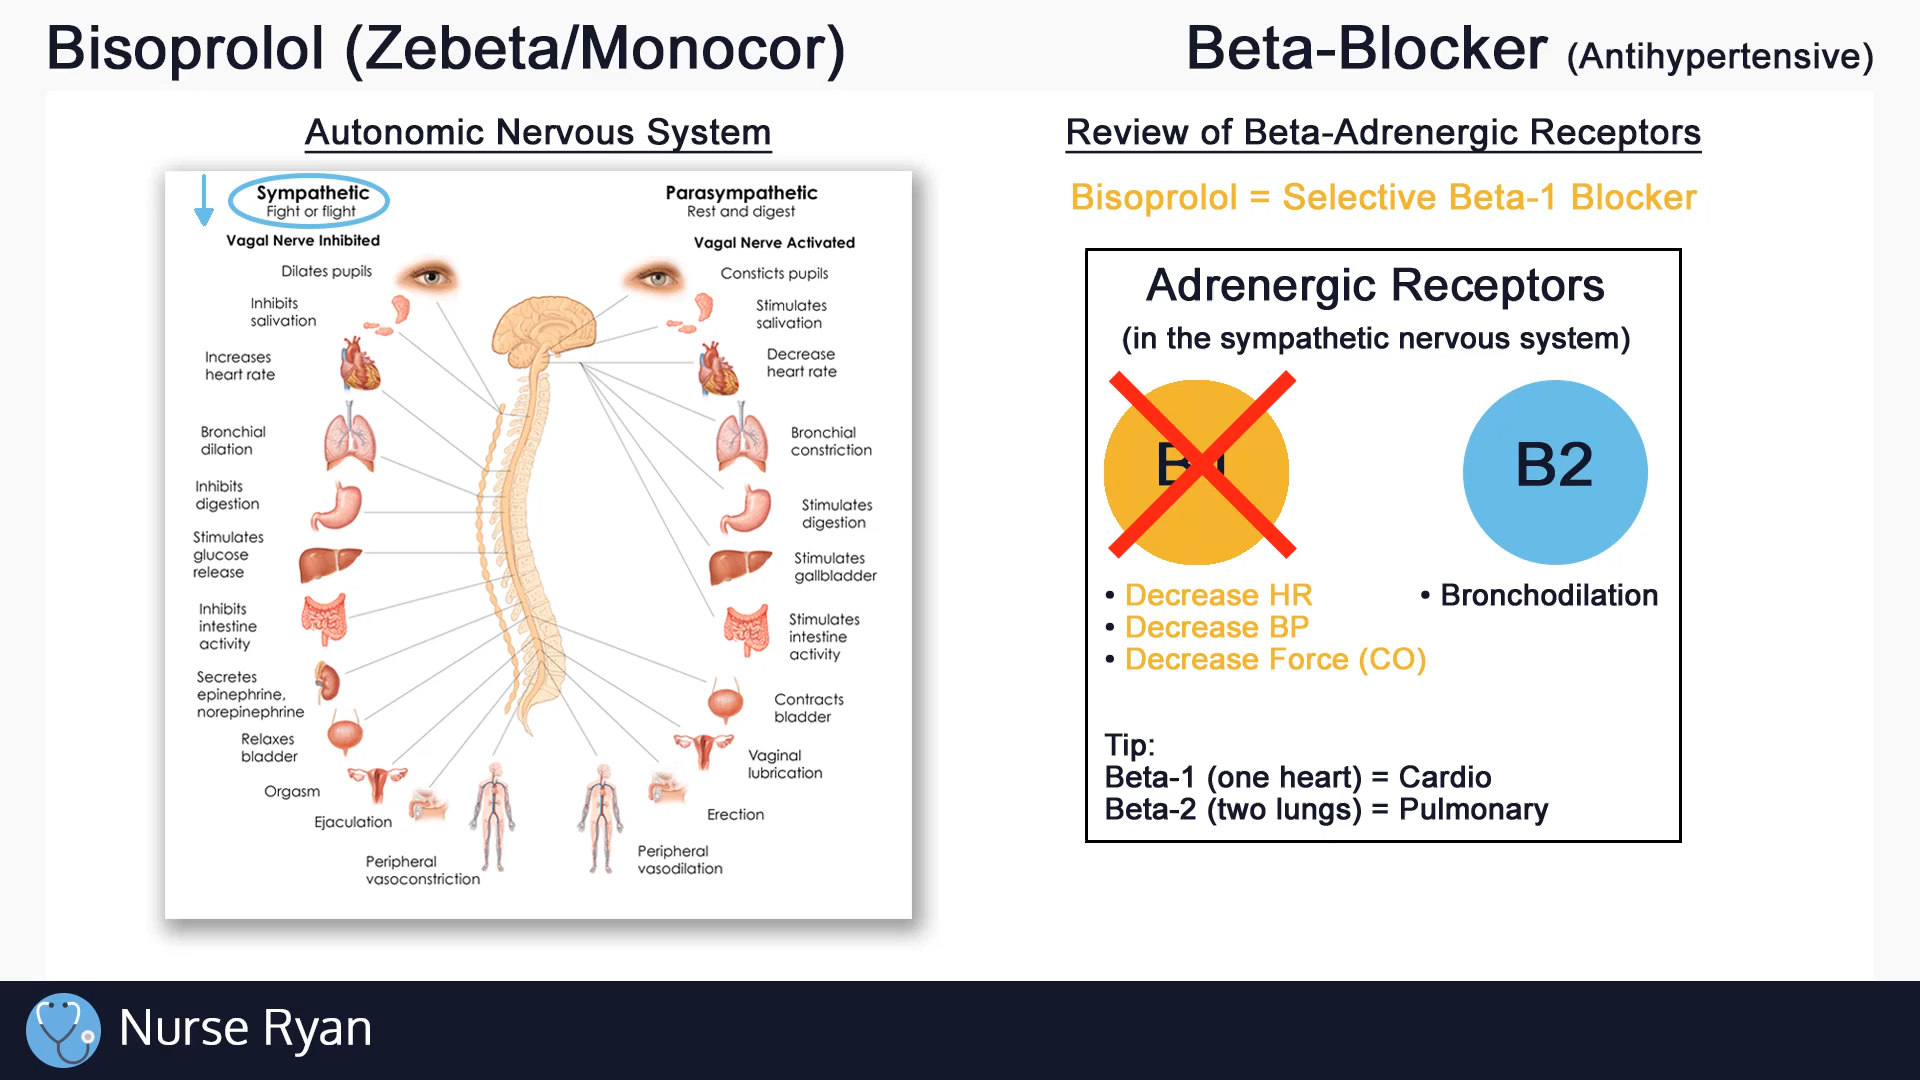 Bisoprolol (Zebeta/Monocor)
Beta-Blocker (Antihypertensive)
Autonomic Nervous System
Sympathetic
Fight or flight
Vagal Nerve Inhibited
Dilates pupils
Inhibits
salivation
Increases
heart rate
Bronchial
dilation
Inhibits
digestion
Stimulates
glucose
release
Inhibits
intestine
activity
Secretes
epinephrine,
norepinephrine
Relaxes
bladder
Orgasm
Ejaculation
Peripheral
vasoconstriction
Parasympathetic
Rest and digest
Vagal Nerve Activated
Consticts pupils
Stimulates
salivation
Decrease
heart rate
Bronchial
constriction
Stimulates
digestion
Stimulates
gallbladder
Stimulates
intestine
activity
Contracts
bladder
Vaginal
lubrication
Erection
Peripheral
vasodilation
Review of Beta-Adrenergic Receptors
Bisoprolol = Selective Beta-1 Blocker
Adrenergic Receptors
(in the sympathetic nervous system)
B1
• Decrease HR
• Decrease BP
• Decrease Force (CO)
B2
• Bronchodilation
Tip:
Beta-1 (one heart) = Cardio
Beta-2 (two lungs) = Pulmonary
Nurse Ryan